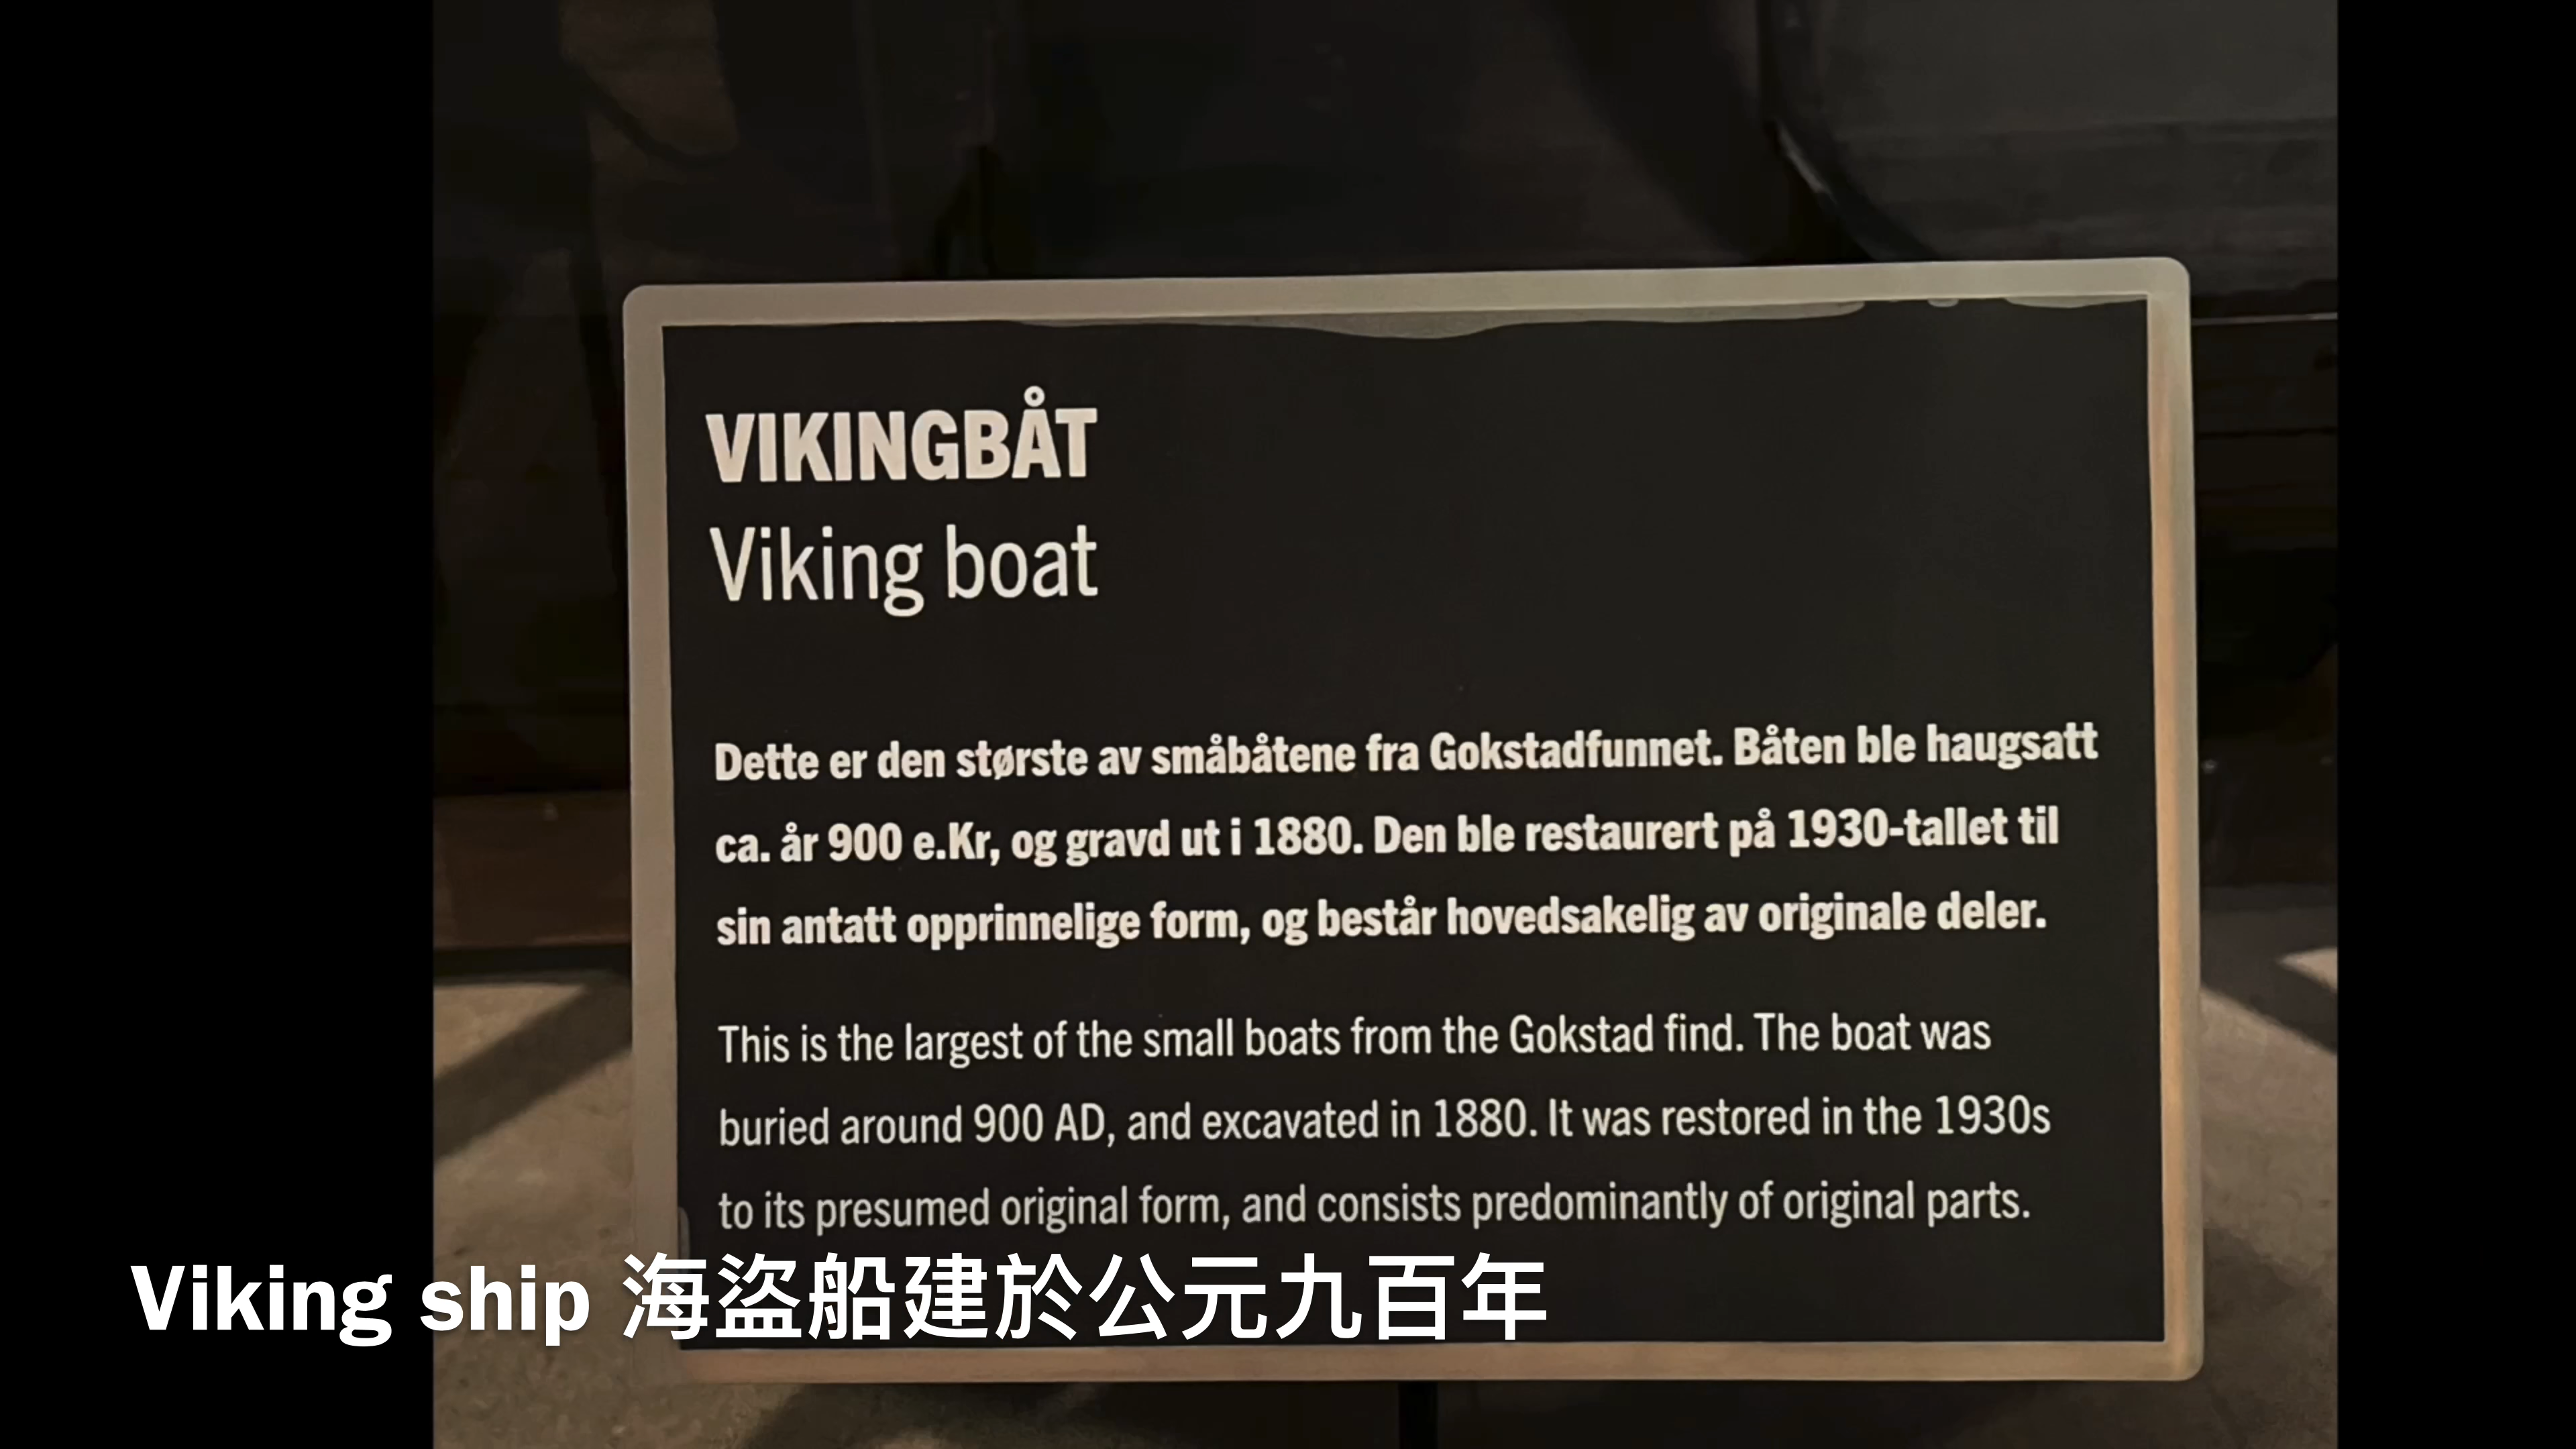 VIKINGBÅT
Viking boat
Dette er den største av småbåtene fra Gokstadfunnet. Båten ble haugsatt
ca. år 900 e.Kr, og gravd ut i 1880. Den ble restaurert på 1930-tallet til
sin antatt opprinnelige form, og består hovedsakelig av originale deler.
This is the largest of the small boats from the Gokstad find. The boat was
buried around 900 AD, and excavated in 1880. It was restored in the 1930s
to its presumed original form, and consists predominantly of original parts.
Viking ship 海盜船建於公元九百年